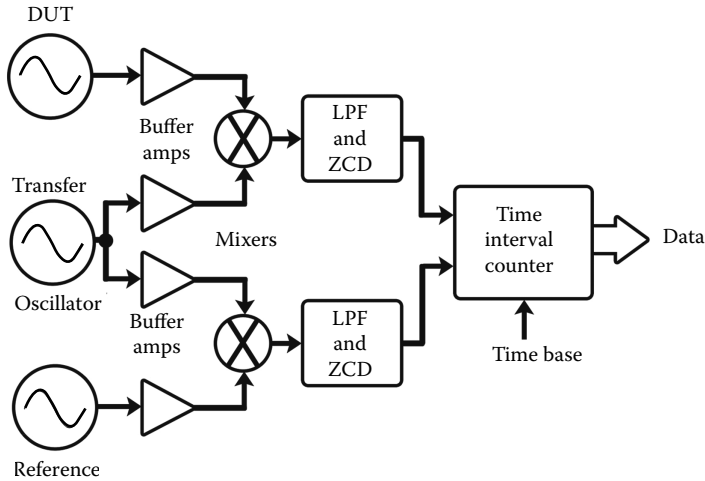 DUT
Buffer
amps
LPF
and
ZCD
Transfer
Oscillator
Mixers
Time
interval
counter
Data
Buffer
amps
LPF
and
ZCD
Time base
Reference